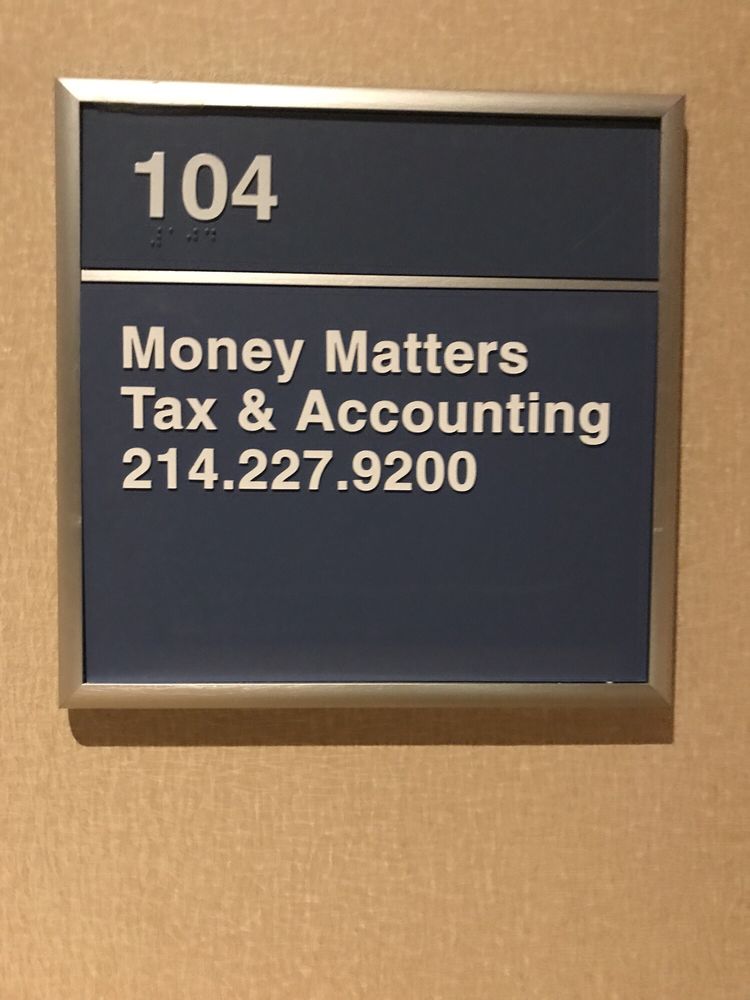 104
Money Matters
Tax & Accounting
214.227.9200